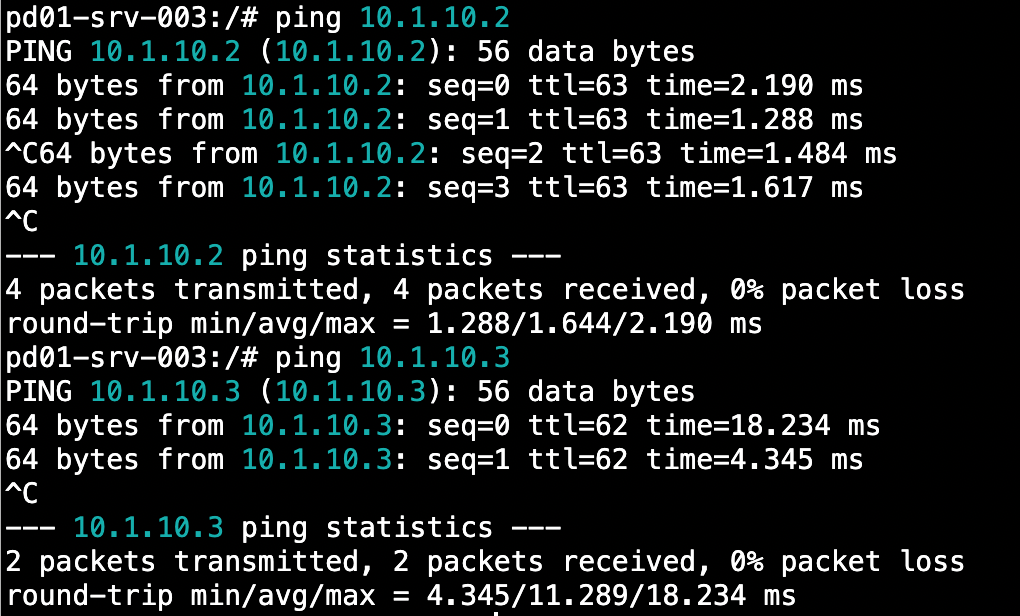 pd01-srv-003:/# ping 10.1.10.2
PING 10.1.10.2 (10.1.10.2): 56 data bytes
64 bytes from 10.1.10.2: seq=0 ttl=63 time=2.190 ms
64 bytes from 10.1.10.2: seq=1 ttl=63 time=1.288 ms
^C64 bytes from 10.1.10.2: seq=2 ttl=63 time=1.484 ms
64 bytes from 10.1.10.2: seq=3 ttl=63 time=1.617 ms
^C
--- 10.1.10.2 ping statistics ---
4 packets transmitted, 4 packets received, 0% packet loss
round-trip min/avg/max = 1.288/1.644/2.190 ms
pd01-srv-003:/# ping 10.1.10.3
PING 10.1.10.3 (10.1.10.3): 56 data bytes
64 bytes from 10.1.10.3: seq=0 ttl=62 time=18.234 ms
64 bytes from 10.1.10.3: seq=1 ttl=62 time=4.345 ms
^C
--- 10.1.10.3 ping statistics ---
2 packets transmitted, 2 packets received, 0% packet loss
round-trip min/avg/max = 4.345/11.289/18.234 ms